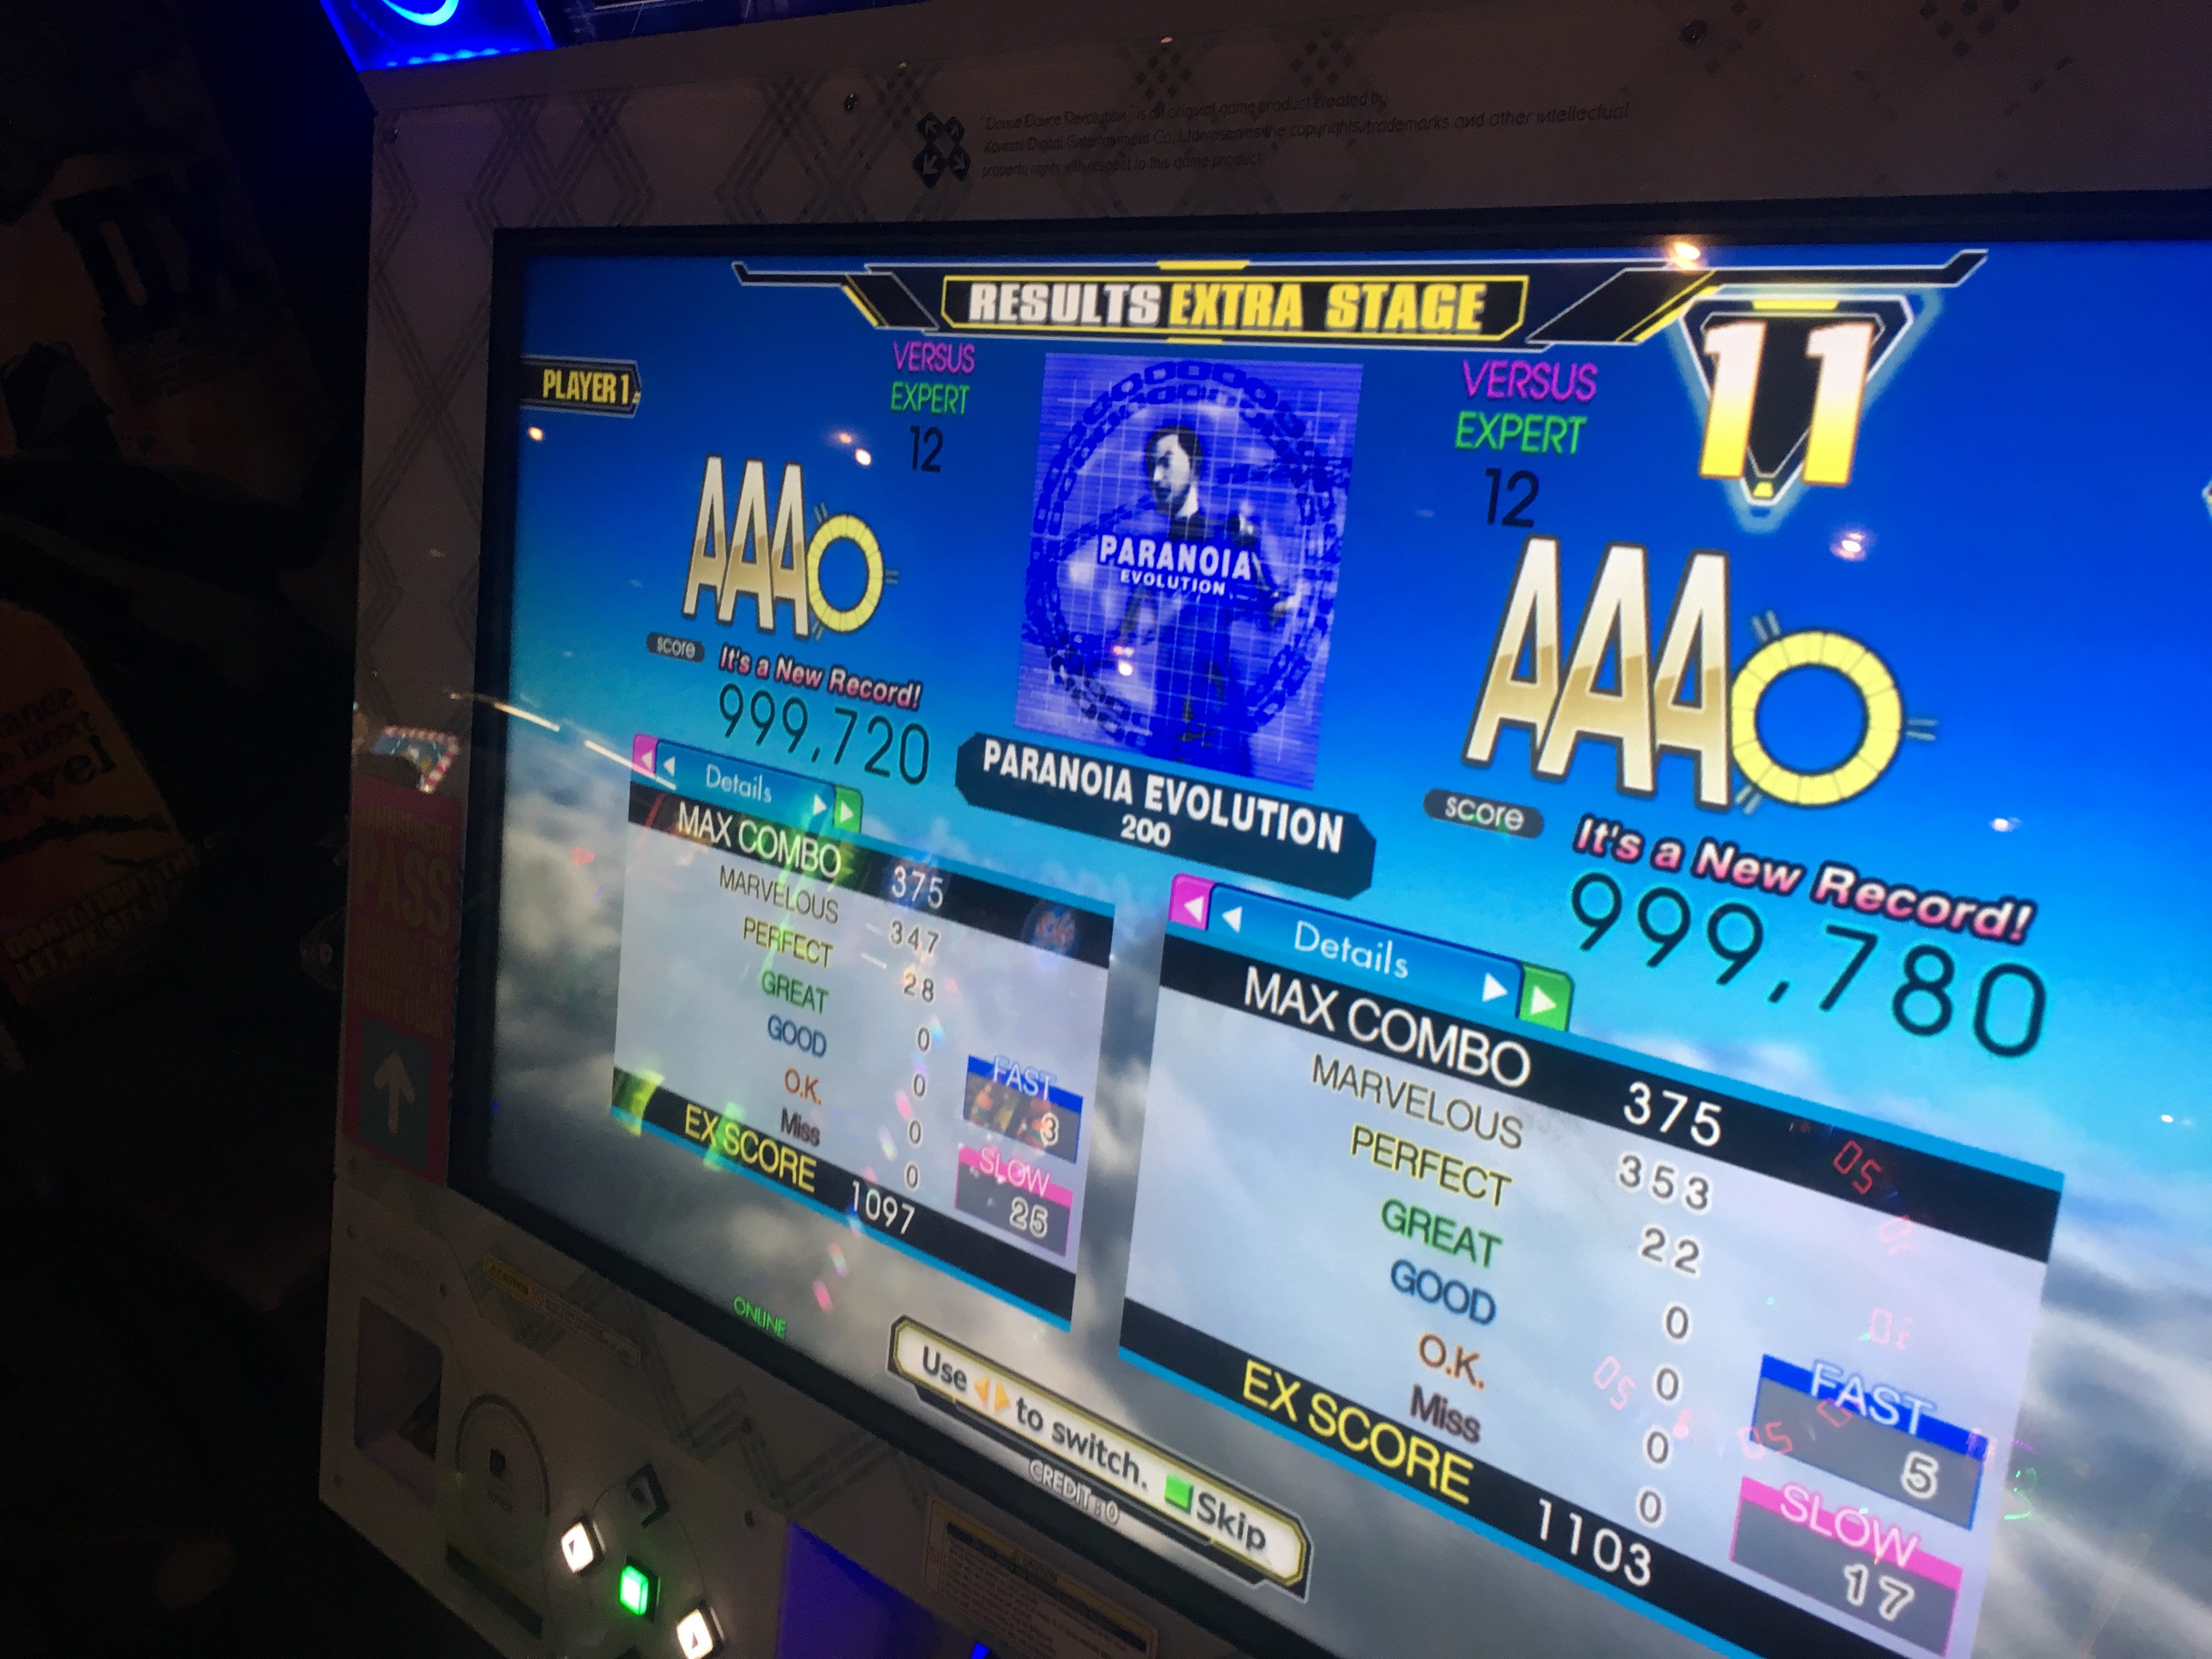 "Dance Dance Revolution" is an original game product created by
Konami Digital Entertainment Co., Ltd. reserves the copyrights, trademarks and other intellectual
property rights with respect to this game product
DX
RESULTS EXTRA STAGE
11
PLAYER 1
VERSUS
EXPERT
12
AAA
score
It's a New Record!
999,720
Details
MAX COMBO 375
MARVELOUS 347
PERFECT 28
GREAT 0
GOOD 0
O.K. 0
Miss 0
EX SCORE 1097
FAST
3
SLOW
25
PARANOIA
EVOLUTION
PARANOIA EVOLUTION
200
VERSUS
EXPERT
12
AAA
score
It's a New Record!
999,780
Details
MAX COMBO 375
MARVELOUS 353
PERFECT 22
GREAT 0
GOOD 0
O.K. 0
Miss 0
EX SCORE 1103
FAST
5
SLOW
17
ONLINE
Use to switch. Skip
CREDIT : 0
PASS